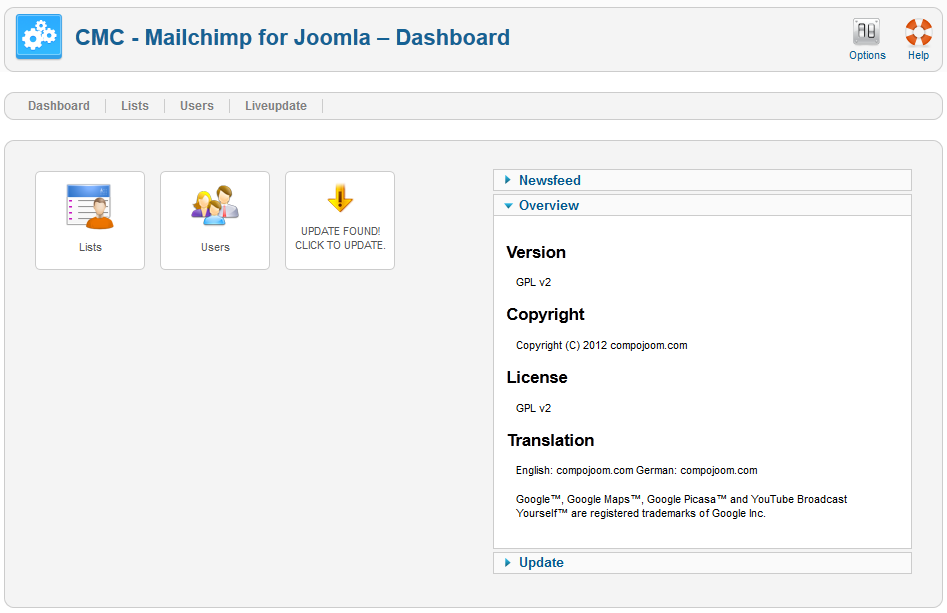 CMC - Mailchimp for Joomla – Dashboard
Options
Help
Dashboard
Lists
Users
Liveupdate
Lists
Users
UPDATE FOUND!
CLICK TO UPDATE.
Newsfeed
Overview
Version
GPL v2
Copyright
Copyright (C) 2012 compojoom.com
License
GPL v2
Translation
English: compojoom.com German: compojoom.com
Google™, Google Maps™, Google Picasa™ and YouTube Broadcast
Yourself™ are registered trademarks of Google Inc.
Update